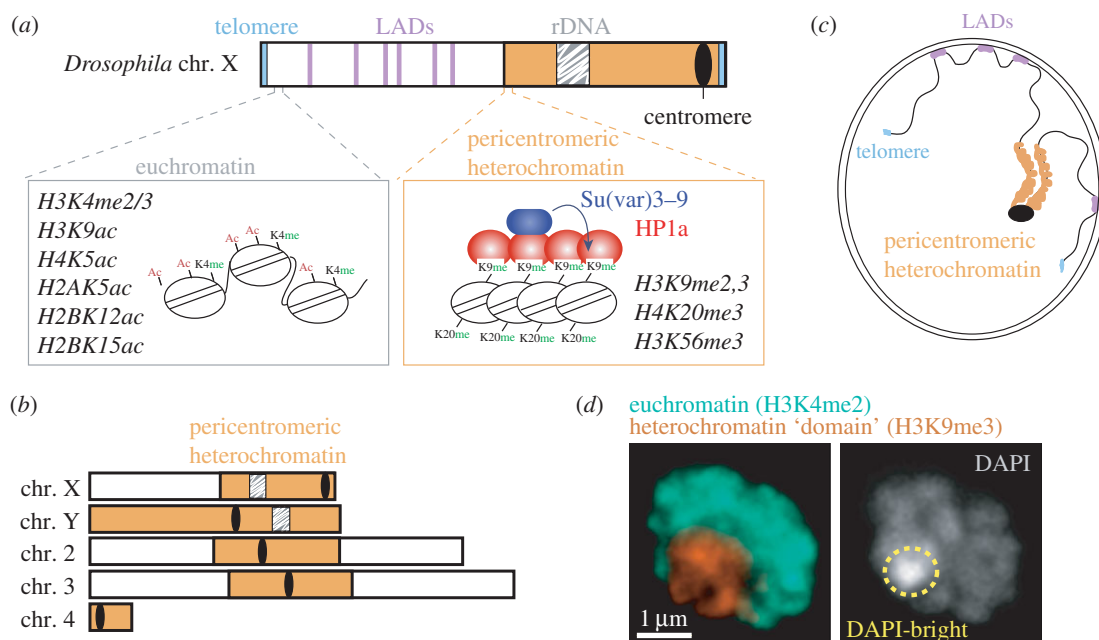 (a)
telomere LADs rDNA
Drosophila chr. X
centromere
euchromatin
H3K4me2/3
H3K9ac
H4K5ac
H2AK5ac
H2BK12ac
H2BK15ac
Ac Ac K4me
Ac K4me Ac K4me
Ac
pericentromeric
heterochromatin
Su(var)3–9
HP1a
K9me K9me K9me K9me
H3K9me2,3
H4K20me3
H3K56me3
K20me K20me K20me K20me
(c)
LADs
telomere
pericentromeric
heterochromatin
(b)
pericentromeric
heterochromatin
chr. X
chr. Y
chr. 2
chr. 3
chr. 4
(d)
euchromatin (H3K4me2)
heterochromatin ‘domain’ (H3K9me3)
DAPI
1 µm
DAPI-bright